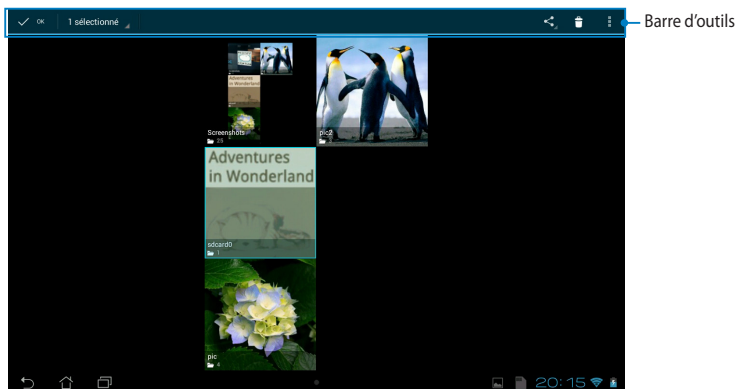 OK
1 sélectionné
Barre d'outils
Screenshots
25
pic2
Adventures
in Wonderland
Adventures
in Wonderland
sdcard0
1
pic
4
20:15